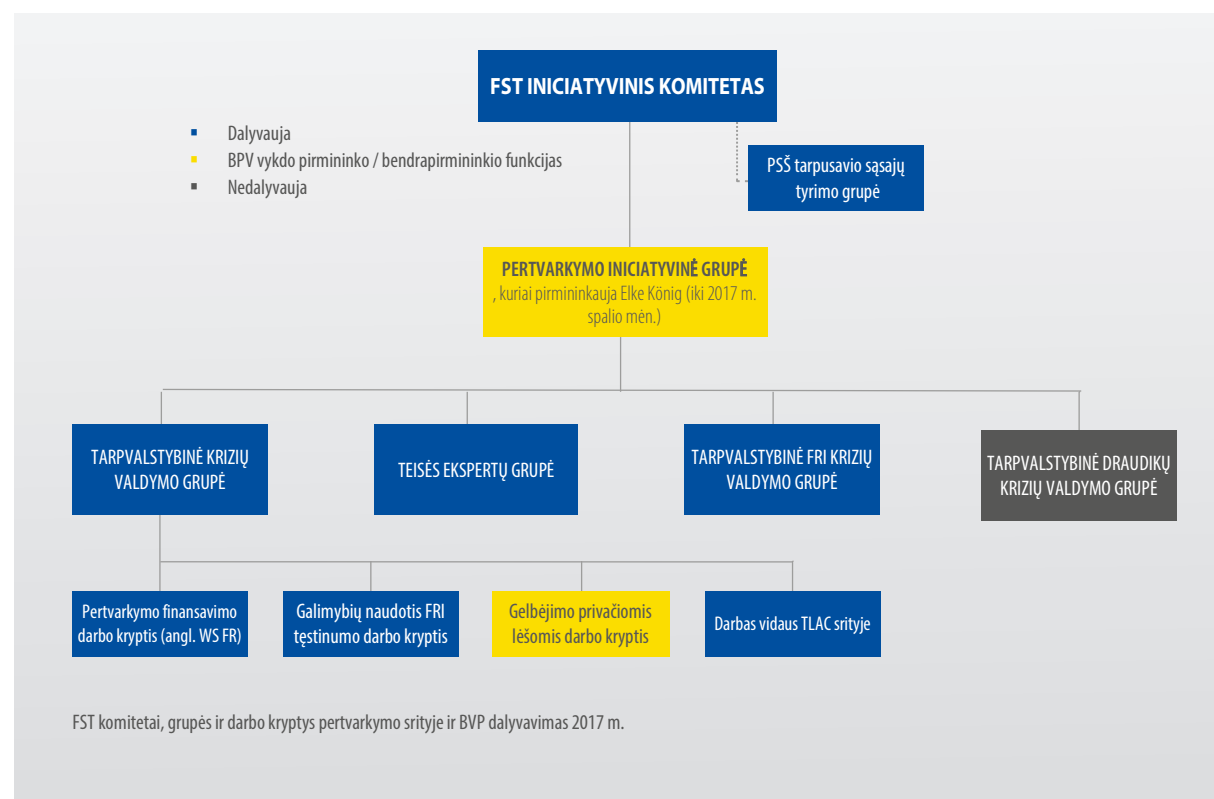 FST INICIATYVINIS KOMITETAS
Dalyvauja
BPV vykdo pirmininko / bendrapirmininkio funkcijas
Nedalyvauja
PSŠ tarpusavio sąsajų
tyrimo grupė
PERTVARKYMO INICIATYVINĖ GRUPĖ
, kuriai pirmininkauja Elke König (iki 2017 m.
spalio mėn.)
TARPVALSTYBINĖ KRIZIŲ
VALDYMO GRUPĖ
TEISĖS EKSPERTŲ GRUPĖ
TARPVALSTYBINĖ FRI KRIZIŲ
VALDYMO GRUPĖ
TARPVALSTYBINĖ DRAUDIKŲ
KRIZIŲ VALDYMO GRUPĖ
Pertvarkymo finansavimo
darbo kryptis (angl. WS FR)
Galimybių naudotis FRI
tęstinumo darbo kryptis
Gelbėjimo privačiomis
lėšomis darbo kryptis
Darbas vidaus TLAC srityje
FST komitetai, grupės ir darbo kryptys pertvarkymo srityje ir BVP dalyvavimas 2017 m.